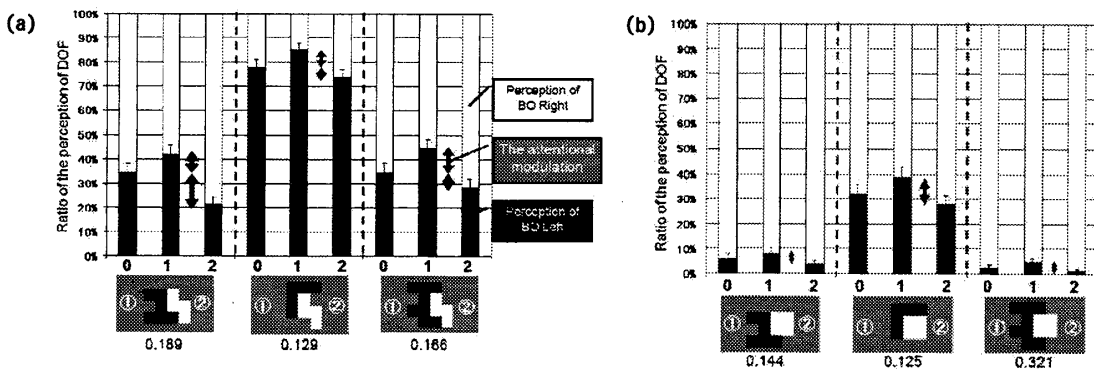 (a)
Ratio of the perception of DOF
100%
90%
80%
70%
60%
50%
40%
30%
20%
10%
0%
0 1 2 0 1 2 0 1 2
① ② ① ② ① ②
0.189 0.129 0.166
Perception of
BO Right
The attentional
modulation
Perception of
BO Left
(b)
Ratio of the perception of DOF
100%
90%
80%
70%
60%
50%
40%
30%
20%
10%
0%
0 1 2 0 1 2 0 1 2
① ② ① ② ① ②
0.144 0.125 0.321